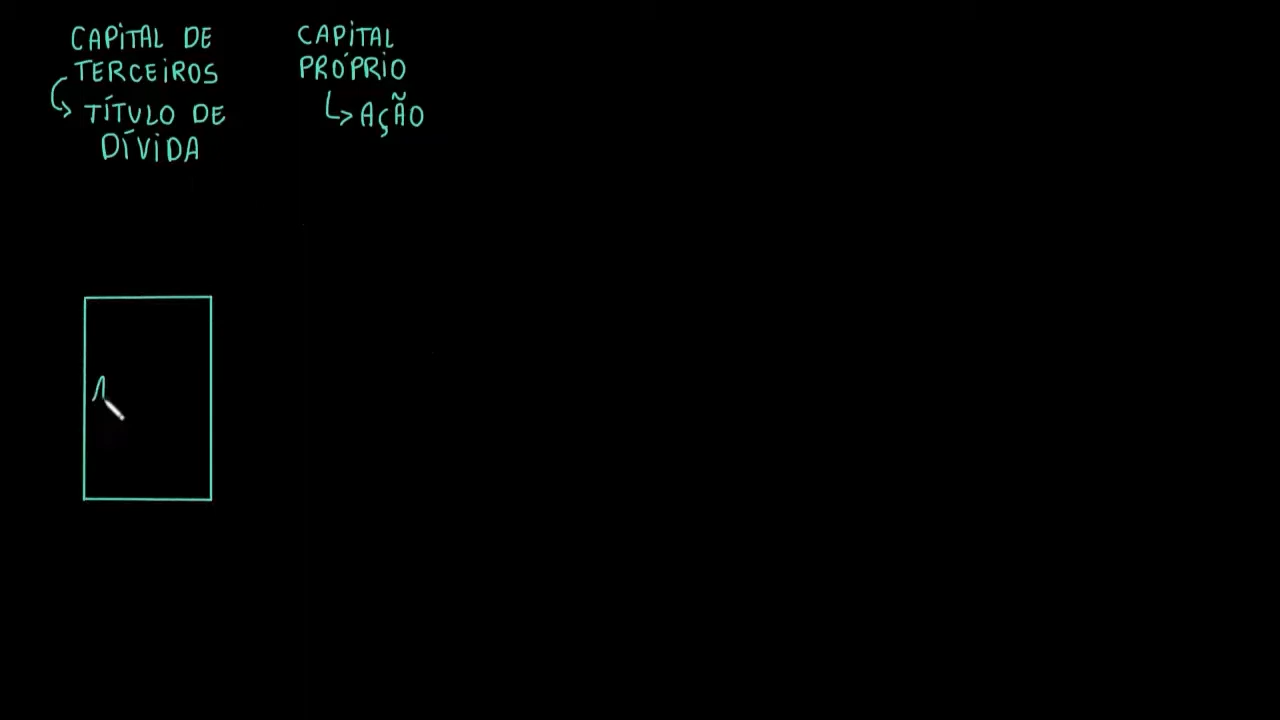 CAPITAL DE
TERCEIROS
TÍTULO DE
DÍVIDA
CAPITAL
PRÓPRIO
AÇÃO